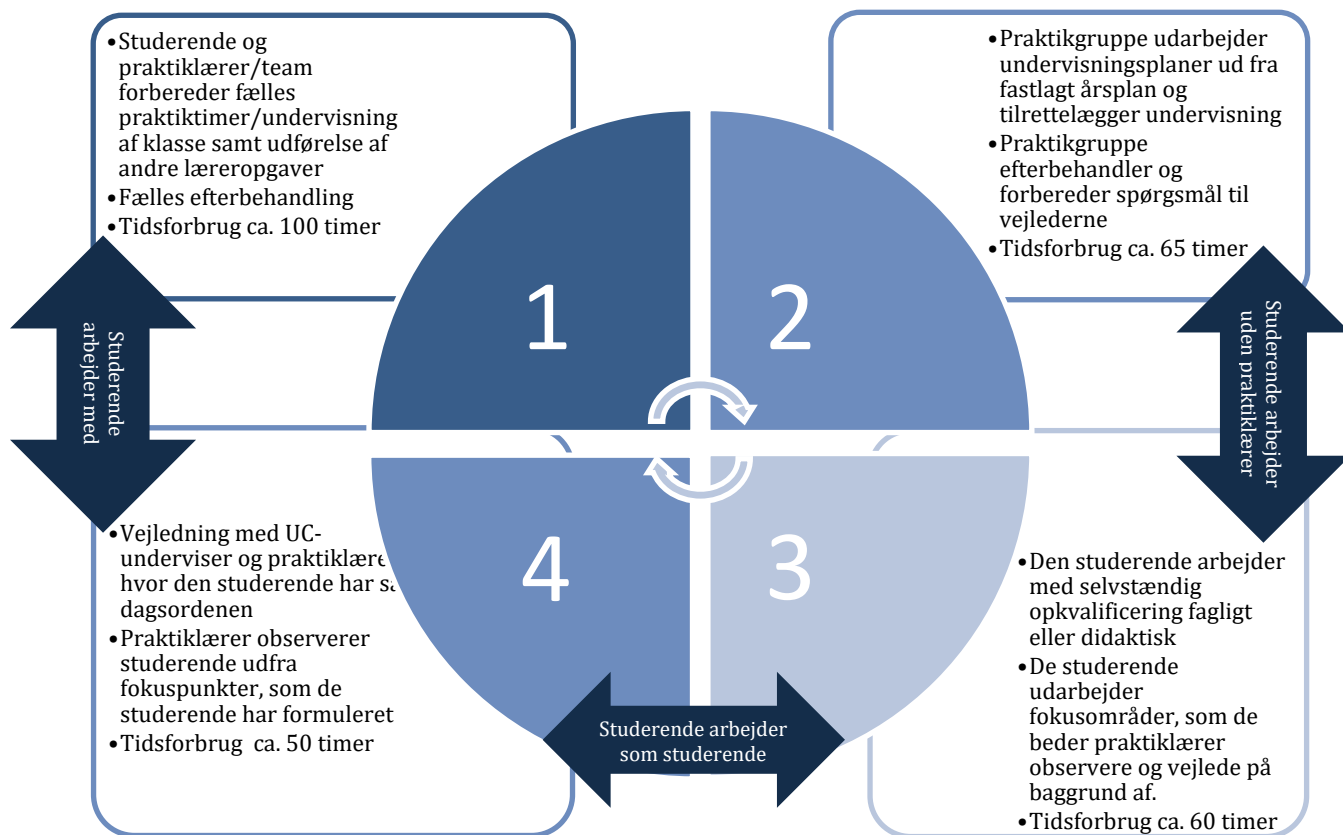 •Studerende og
praktiklærer/team
forbereder fælles
praktiktimer/undervisning
af klasse samt udførelse af
andre læreropgaver
•Fælles efterbehandling
•Tidsforbrug ca. 100 timer
•Praktikgruppe udarbejder
undervisningsplaner ud fra
fastlagt årsplan og
tilrettelægger undervisning
•Praktikgruppe
efterbehandler og
forbereder spørgsmål til
vejlederne
•Tidsforbrug ca. 65 timer
1
2
Studerende
arbejder med
Studerende arbejder
uden praktiklærer
4
3
•Vejledning med UC-
underviser og praktiklære
hvor den studerende har
dagsordenen
•Praktiklærer observerer
studerende udfra
fokuspunkter, som de
studerende har formuleret
•Tidsforbrug ca. 50 timer
Studerende arbejder
som studerende
•Den studerende arbejder
med selvstændig
opkvalificering fagligt
eller didaktisk
•De studerende
udarbejder
fokusområder, som de
beder praktiklærer
observere og vejlede på
baggrund af.
•Tidsforbrug ca. 60 timer